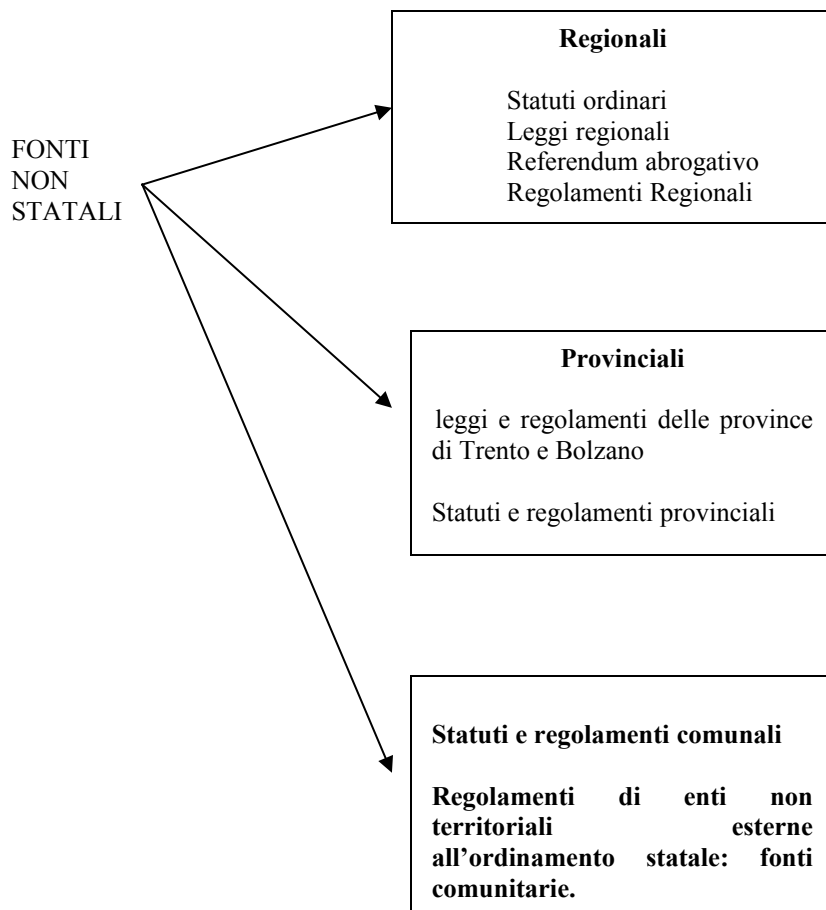 FONTI
NON
STATALI
Regionali
Statuti ordinari
Leggi regionali
Referendum abrogativo
Regolamenti Regionali
Provinciali
leggi e regolamenti delle province
di Trento e Bolzano
Statuti e regolamenti provinciali
Statuti e regolamenti comunali
Regolamenti di enti non
territoriali esterne
all'ordinamento statale: fonti
comunitarie.